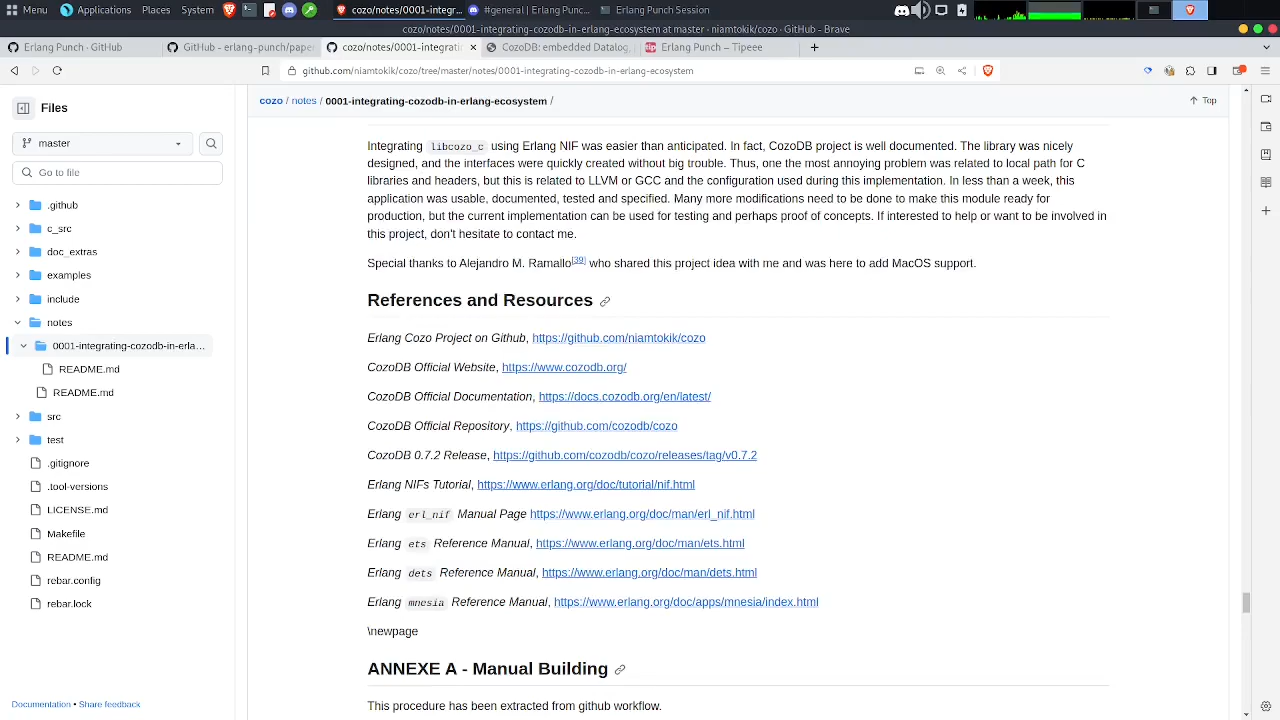 Menu Applications Places System cozo/notes/0001-integr... #general | Erlang Punc... Erlang Punch Session
cozo/notes/0001-integrating-cozodb-in-erlang-ecosystem at master · niamtokik/cozo · GitHub - Brave
Erlang Punch · GitHub GitHub - erlang-punch/pape cozo/notes/0001-integrati CozoDB: embedded Datalog, Erlang Punch – Tipeee
github.com/niamtokik/cozo/tree/master/notes/0001-integrating-cozodb-in-erlang-ecosystem
Files
master
Go to file
.github
c_src
doc_extras
examples
include
notes
0001-integrating-cozodb-in-erla...
README.md
README.md
src
test
.gitignore
.tool-versions
LICENSE.md
Makefile
README.md
rebar.config
rebar.lock
Documentation • Share feedback
cozo / notes / 0001-integrating-cozodb-in-erlang-ecosystem /
Top
Integrating libcozo_c using Erlang NIF was easier than anticipated. In fact, CozoDB project is well documented. The library was nicely
designed, and the interfaces were quickly created without big trouble. Thus, one the most annoying problem was related to local path for C
libraries and headers, but this is related to LLVM or GCC and the configuration used during this implementation. In less than a week, this
application was usable, documented, tested and specified. Many more modifications need to be done to make this module ready for
production, but the current implementation can be used for testing and perhaps proof of concepts. If interested to help or want to be involved in
this project, don't hesitate to contact me.
Special thanks to Alejandro M. Ramallo[39] who shared this project idea with me and was here to add MacOS support.
References and Resources
Erlang Cozo Project on Github, https://github.com/niamtokik/cozo
CozoDB Official Website, https://www.cozodb.org/
CozoDB Official Documentation, https://docs.cozodb.org/en/latest/
CozoDB Official Repository, https://github.com/cozodb/cozo
CozoDB 0.7.2 Release, https://github.com/cozodb/cozo/releases/tag/v0.7.2
Erlang NIFs Tutorial, https://www.erlang.org/doc/tutorial/nif.html
Erlang erl_nif Manual Page https://www.erlang.org/doc/man/erl_nif.html
Erlang ets Reference Manual, https://www.erlang.org/doc/man/ets.html
Erlang dets Reference Manual, https://www.erlang.org/doc/man/dets.html
Erlang mnesia Reference Manual, https://www.erlang.org/doc/apps/mnesia/index.html
\newpage
ANNEXE A - Manual Building
This procedure has been extracted from github workflow.